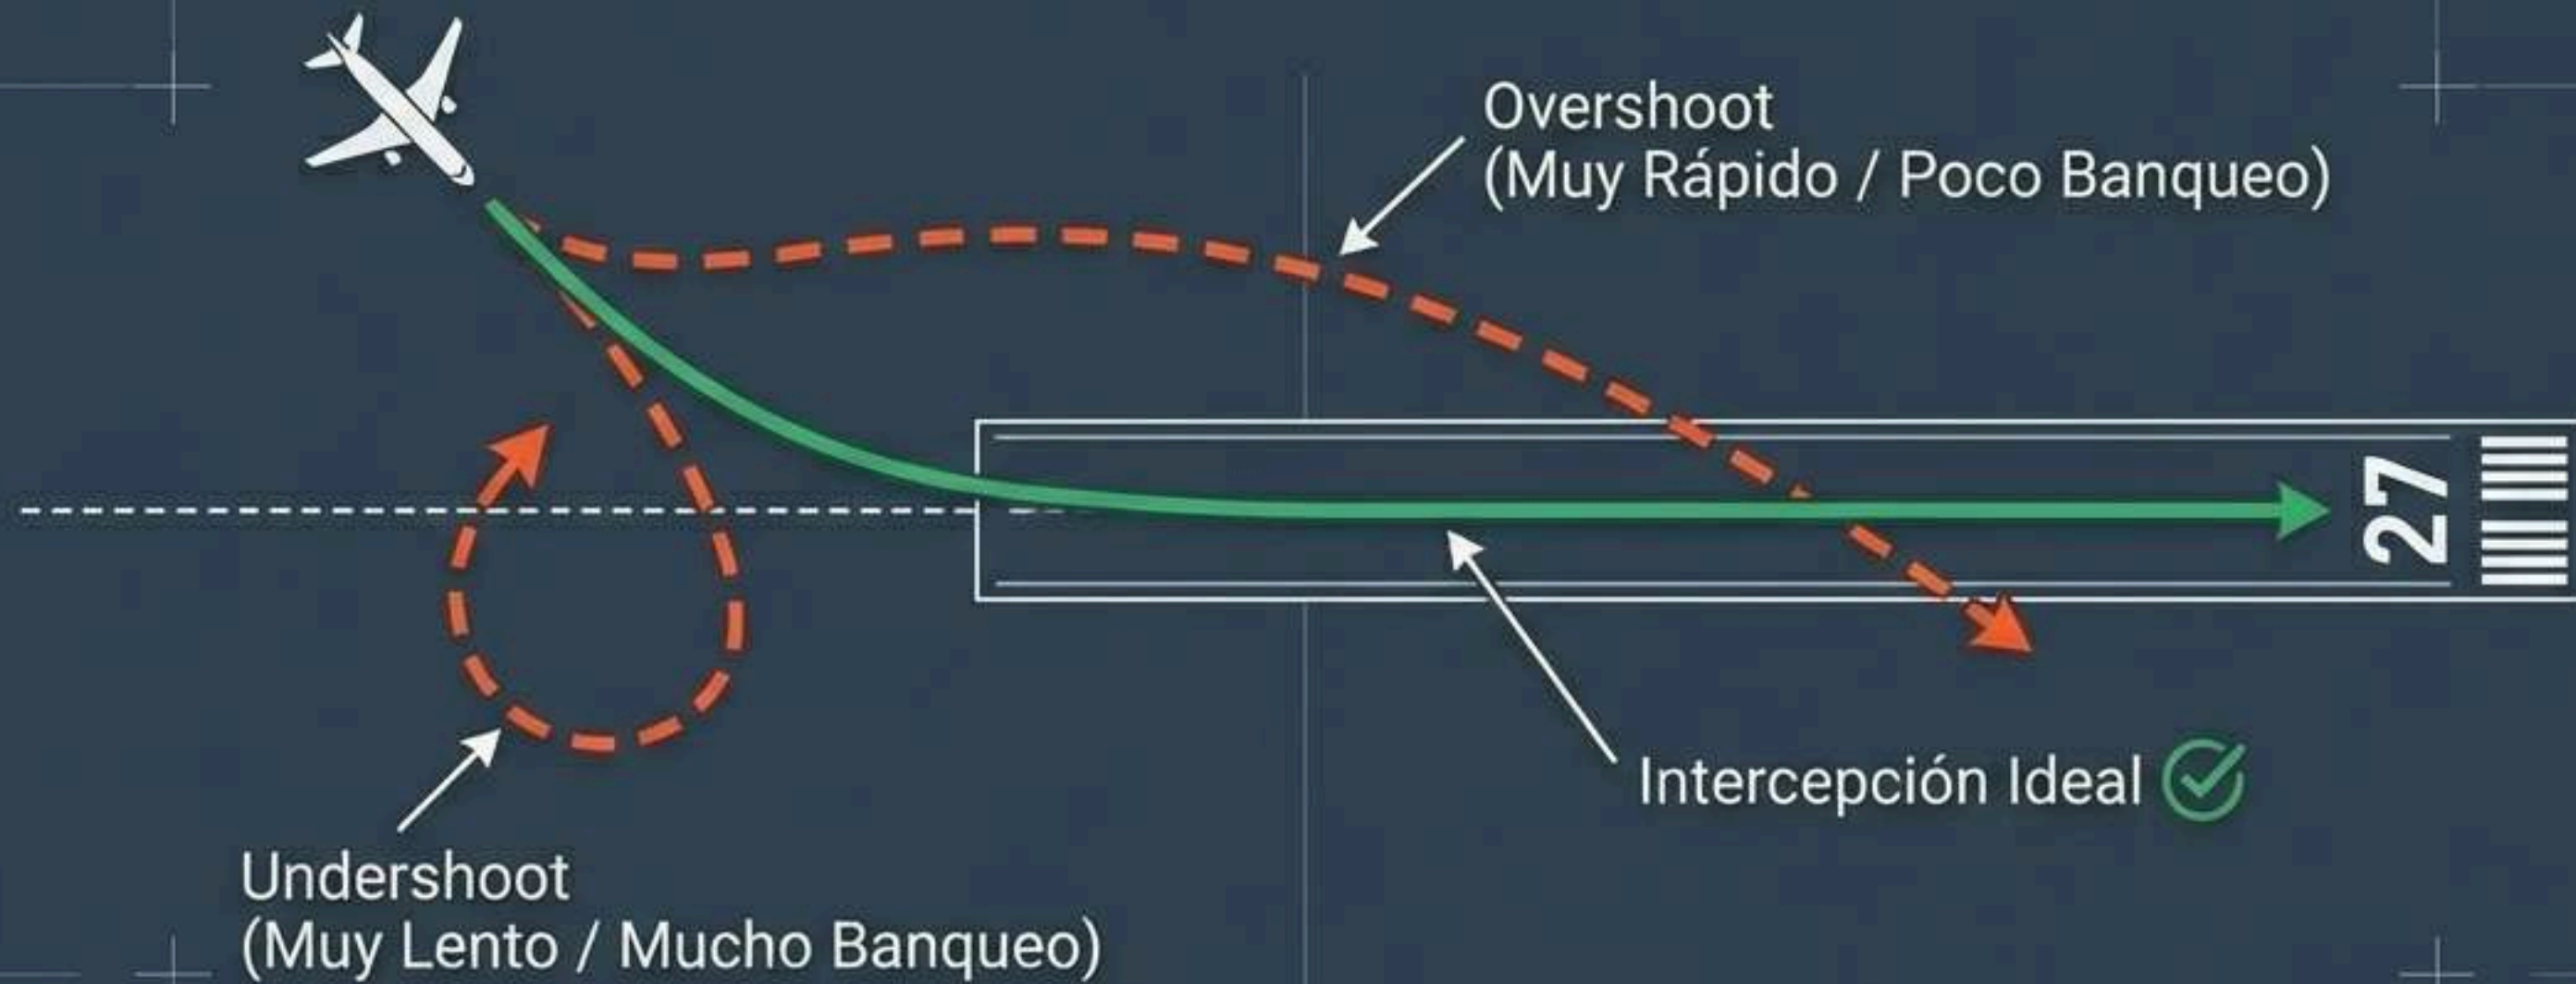 Overshoot
(Muy Rápido / Poco Banqueo)
27
Intercepción Ideal
Undershoot
(Muy Lento / Mucho Banqueo)